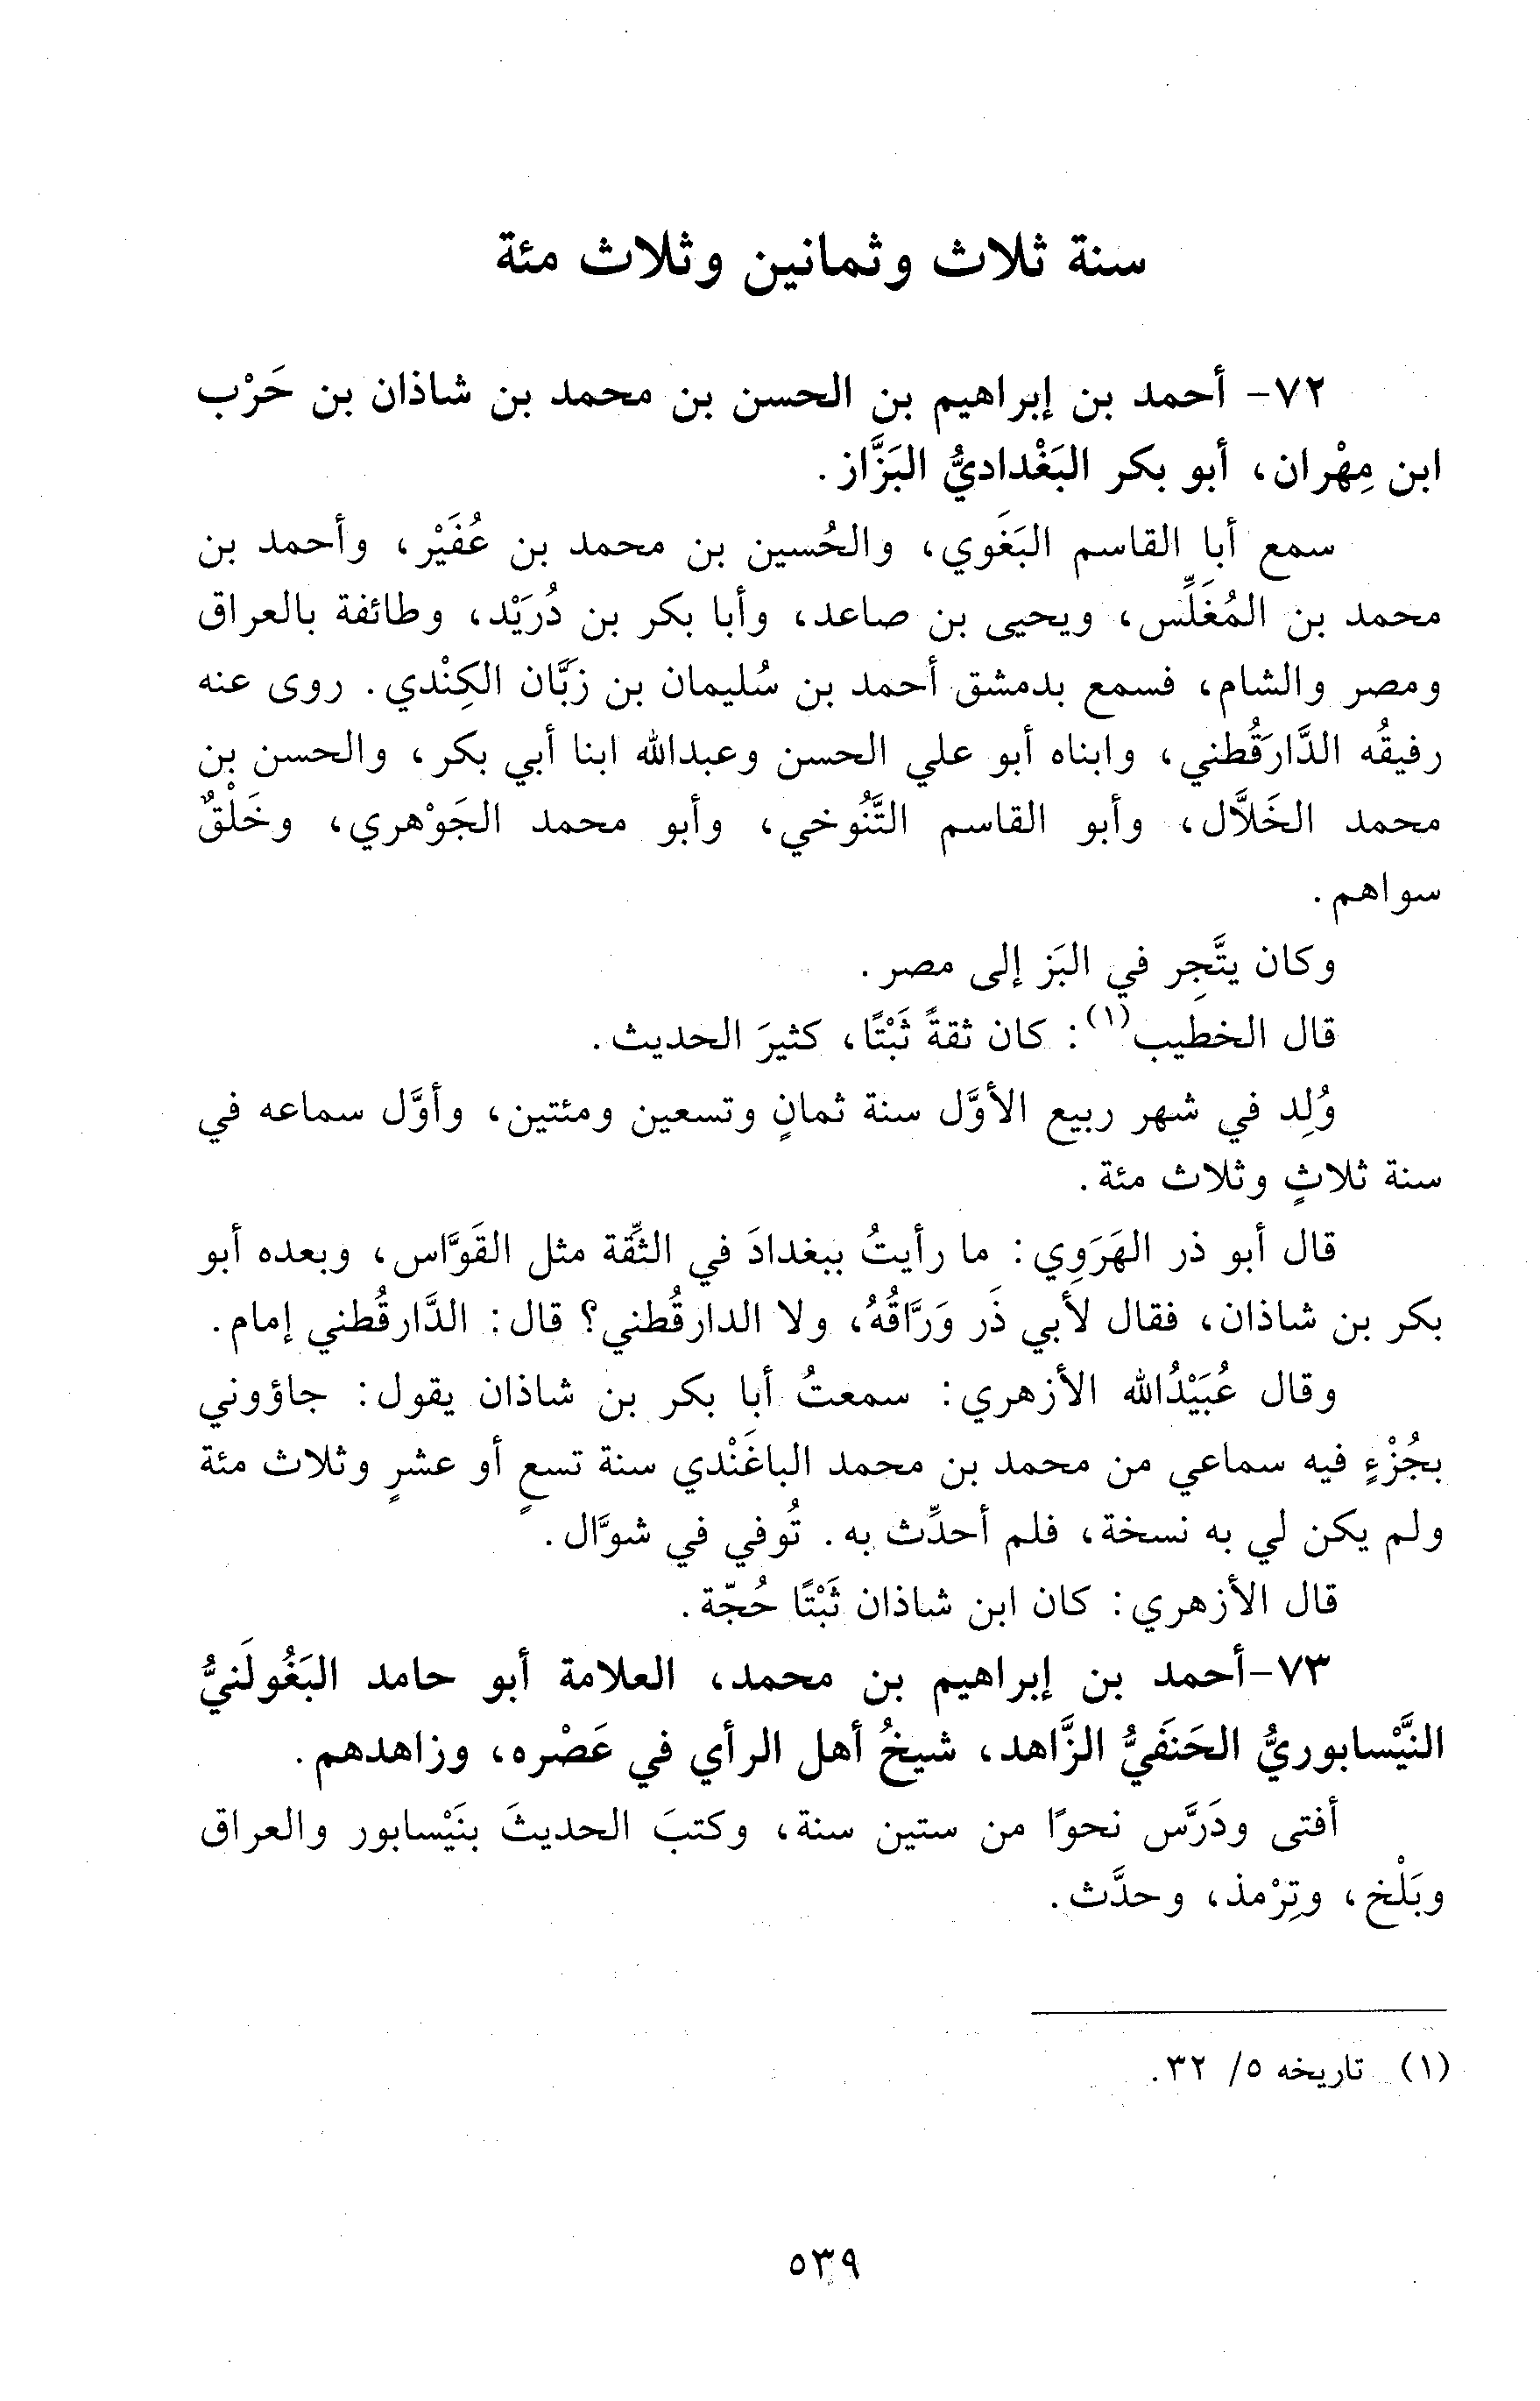 سنة ثلاث وثمانين وثلاث مئة
٧٢- أحمد بن إبراهيم بن الحسن بن محمد بن شاذان بن حَرْب
ابن مِهْران، أبو بكر البَغْداديُّ البَزَّاز.
سمع أبا القاسم البَغَوي، والحُسين بن محمد بن عُفَيْر، وأحمد بن
محمد بن المُغَلِّس، ويحيى بن صاعد، وأبا بكر بن دُرَيْد، وطائفة بالعراق
ومصر والشام، فسمع بدمشق أحمد بن سُليمان بن زَبَّان الكِنْدي. روى عنه
رفيقُه الدَّارَقُطني، وابناه أبو علي الحسن وعبدالله ابنا أبي بكر، والحسن بن
محمد الخَلاَّل، وأبو القاسم التَّنُوخي، وأبو محمد الجَوْهري، وخَلْقٌ
سواهم.
وكان يتَّجِر في البَز إلى مصر.
قال الخطيب(١): كان ثقةً ثَبْتًا، كثيرَ الحديث.
وُلِد في شهر ربيع الأوَّل سنة ثمانٍ وتسعين ومئتين، وأوَّل سماعه في
سنة ثلاثٍ وثلاث مئة.
قال أبو ذر الهَرَوِي: ما رأيتُ ببغدادَ في الثِّقة مثل القَوَّاس، وبعده أبو
بكر بن شاذان، فقال لأبي ذَر وَرَّاقُهُ، ولا الدارقُطني؟ قال: الدَّارقُطني إمام.
وقال عُبَيْدُالله الأزهري: سمعتُ أبا بكر بن شاذان يقول: جاؤوني
بجُزْءٍ فيه سماعي من محمد بن محمد الباغَنْدي سنة تسعٍ أو عشرٍ وثلاث مئة
ولم يكن لي به نسخة، فلم أحدِّث به. تُوفي في شوَّال.
قال الأزهري: كان ابن شاذان ثَبْتًا حُجّة.
٧٣-أحمد بن إبراهيم بن محمد، العلامة أبو حامد البَغُولَنيُّ
النَّيْسابوريُّ الحَنَفيُّ الزَّاهد، شيخُ أهل الرأي في عَصْره، وزاهدهم.
أفتى ودَرَّس نحوًا من ستين سنة، وكتبَ الحديثَ بنَيْسابور والعراق
وبَلْخ، وتِرْمذ، وحدَّث.
(١) تاريخه ٥/ ٣٢.
٥٣٩